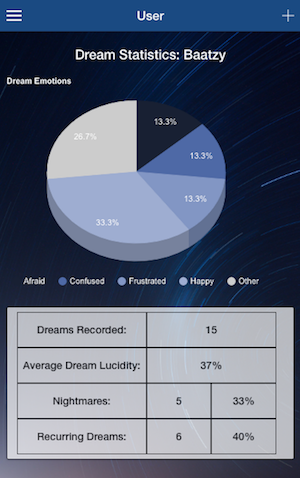 User
Dream Statistics: Baatzy
Dream Emotions
13.3%
26.7%
13.3%
13.3%
33.3%
Afraid Confused Frustrated Happy Other
Dreams Recorded: 15
Average Dream Lucidity: 37%
Nightmares: 5 33%
Recurring Dreams: 6 40%